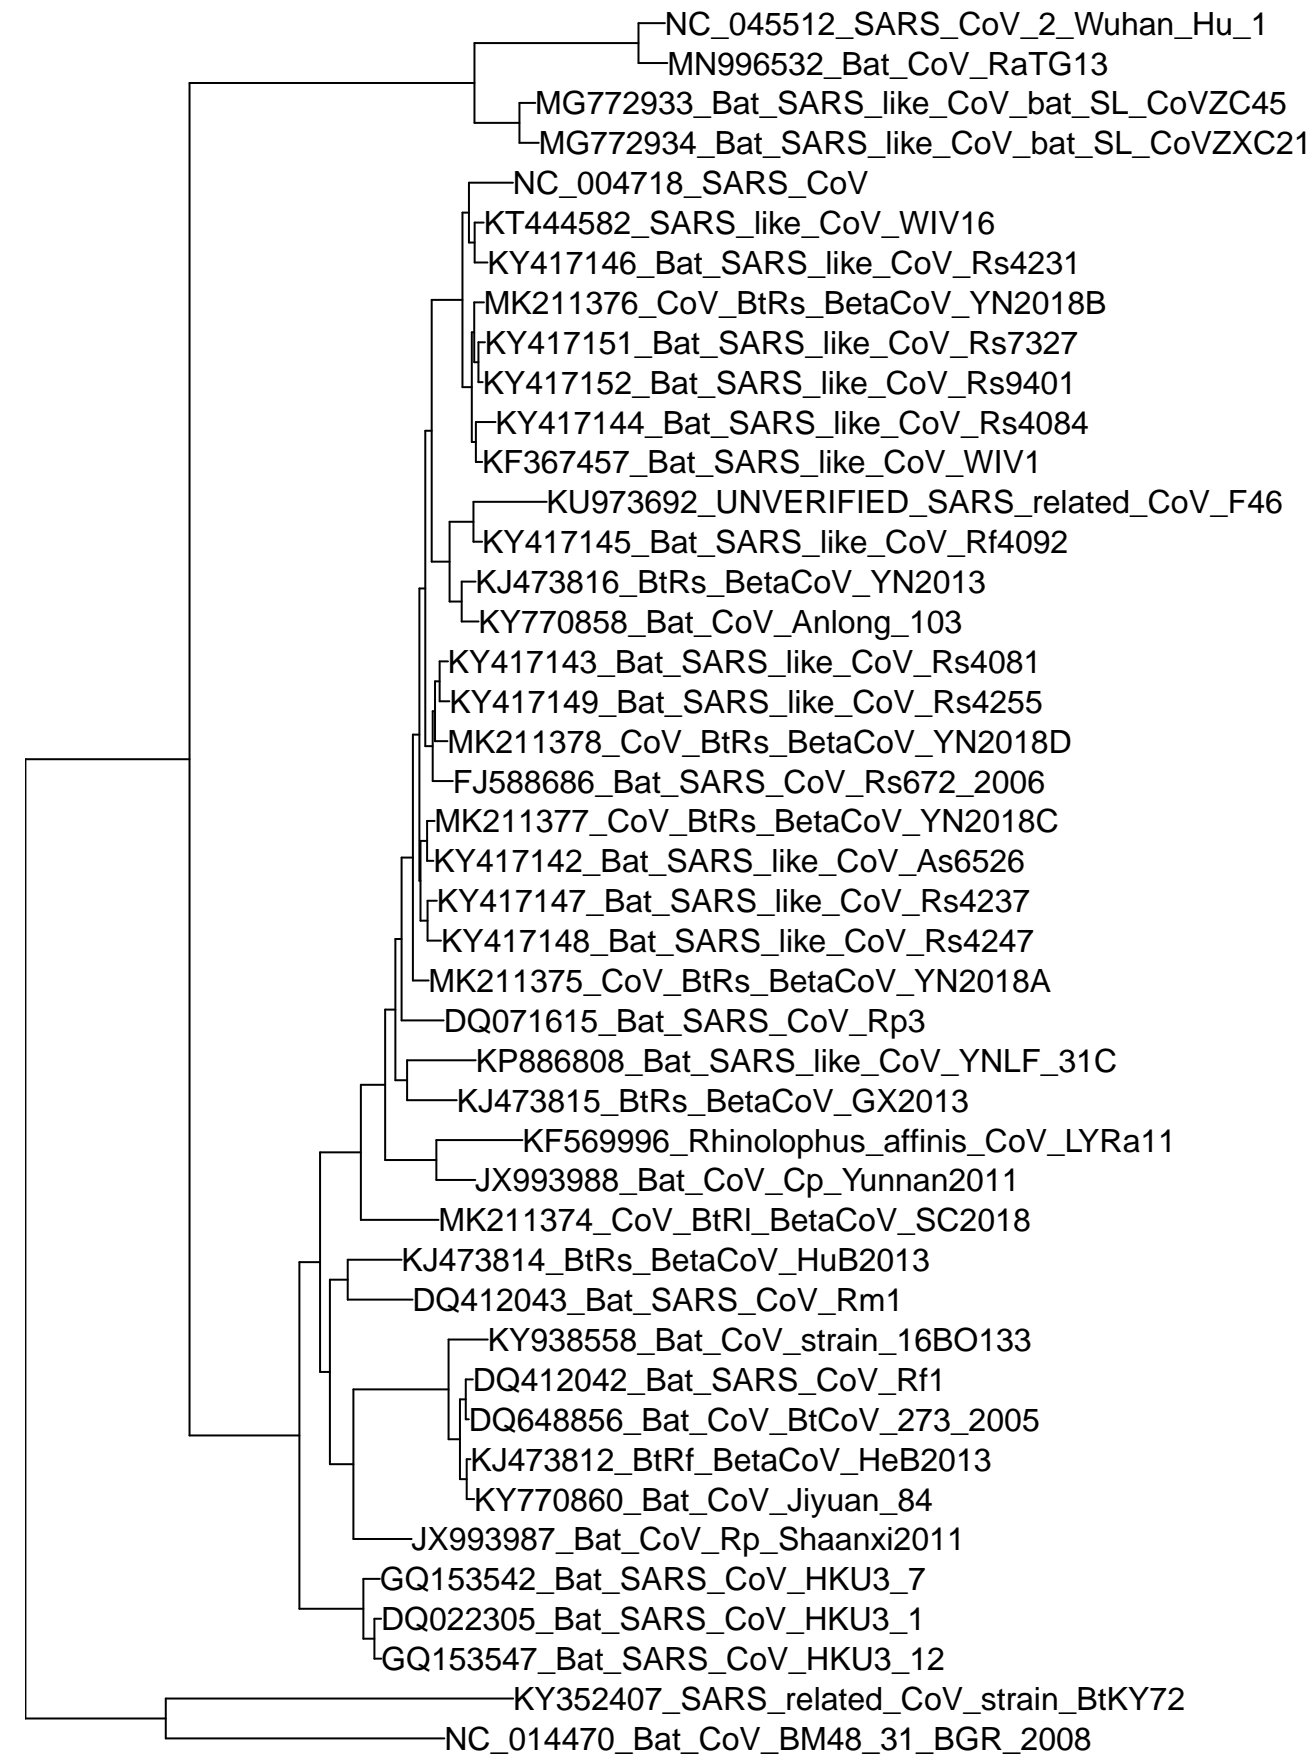 NC_045512_SARS_CoV_2_Wuhan_Hu_1
MN996532_Bat_CoV_RaTG13
MG772933_Bat_SARS_like_CoV_bat_SL_CoVZC45
MG772934_Bat_SARS_like_CoV_bat_SL_CoVZXC21
NC_004718_SARS_CoV
KT444582_SARS_like_CoV_WIV16
KY417146_Bat_SARS_like_CoV_Rs4231
MK211376_CoV_BtRs_BetaCoV_YN2018B
KY417151_Bat_SARS_like_CoV_Rs7327
KY417152_Bat_SARS_like_CoV_Rs9401
KY417144_Bat_SARS_like_CoV_Rs4084
KF367457_Bat_SARS_like_CoV_WIV1
KU973692_UNVERIFIED_SARS_related_CoV_F46
KY417145_Bat_SARS_like_CoV_Rf4092
KJ473816_BtRs_BetaCoV_YN2013
KY770858_Bat_CoV_Anlong_103
KY417143_Bat_SARS_like_CoV_Rs4081
KY417149_Bat_SARS_like_CoV_Rs4255
MK211378_CoV_BtRs_BetaCoV_YN2018D
FJ588686_Bat_SARS_CoV_Rs672_2006
MK211377_CoV_BtRs_BetaCoV_YN2018C
KY417142_Bat_SARS_like_CoV_As6526
KY417147_Bat_SARS_like_CoV_Rs4237
KY417148_Bat_SARS_like_CoV_Rs4247
MK211375_CoV_BtRs_BetaCoV_YN2018A
DQ071615_Bat_SARS_CoV_Rp3
KP886808_Bat_SARS_like_CoV_YNLF_31C
KJ473815_BtRs_BetaCoV_GX2013
KF569996_Rhinolophus_affinis_CoV_LYRa11
JX993988_Bat_CoV_Cp_Yunnan2011
MK211374_CoV_BtRl_BetaCoV_SC2018
KJ473814_BtRs_BetaCoV_HuB2013
DQ412043_Bat_SARS_CoV_Rm1
KY938558_Bat_CoV_strain_16BO133
DQ412042_Bat_SARS_CoV_Rf1
DQ648856_Bat_CoV_BtCoV_273_2005
KJ473812_BtRf_BetaCoV_HeB2013
KY770860_Bat_CoV_Jiyuan_84
JX993987_Bat_CoV_Rp_Shaanxi2011
GQ153542_Bat_SARS_CoV_HKU3_7
DQ022305_Bat_SARS_CoV_HKU3_1
GQ153547_Bat_SARS_CoV_HKU3_12
KY352407_SARS_related_CoV_strain_BtKY72
NC_014470_Bat_CoV_BM48_31_BGR_2008